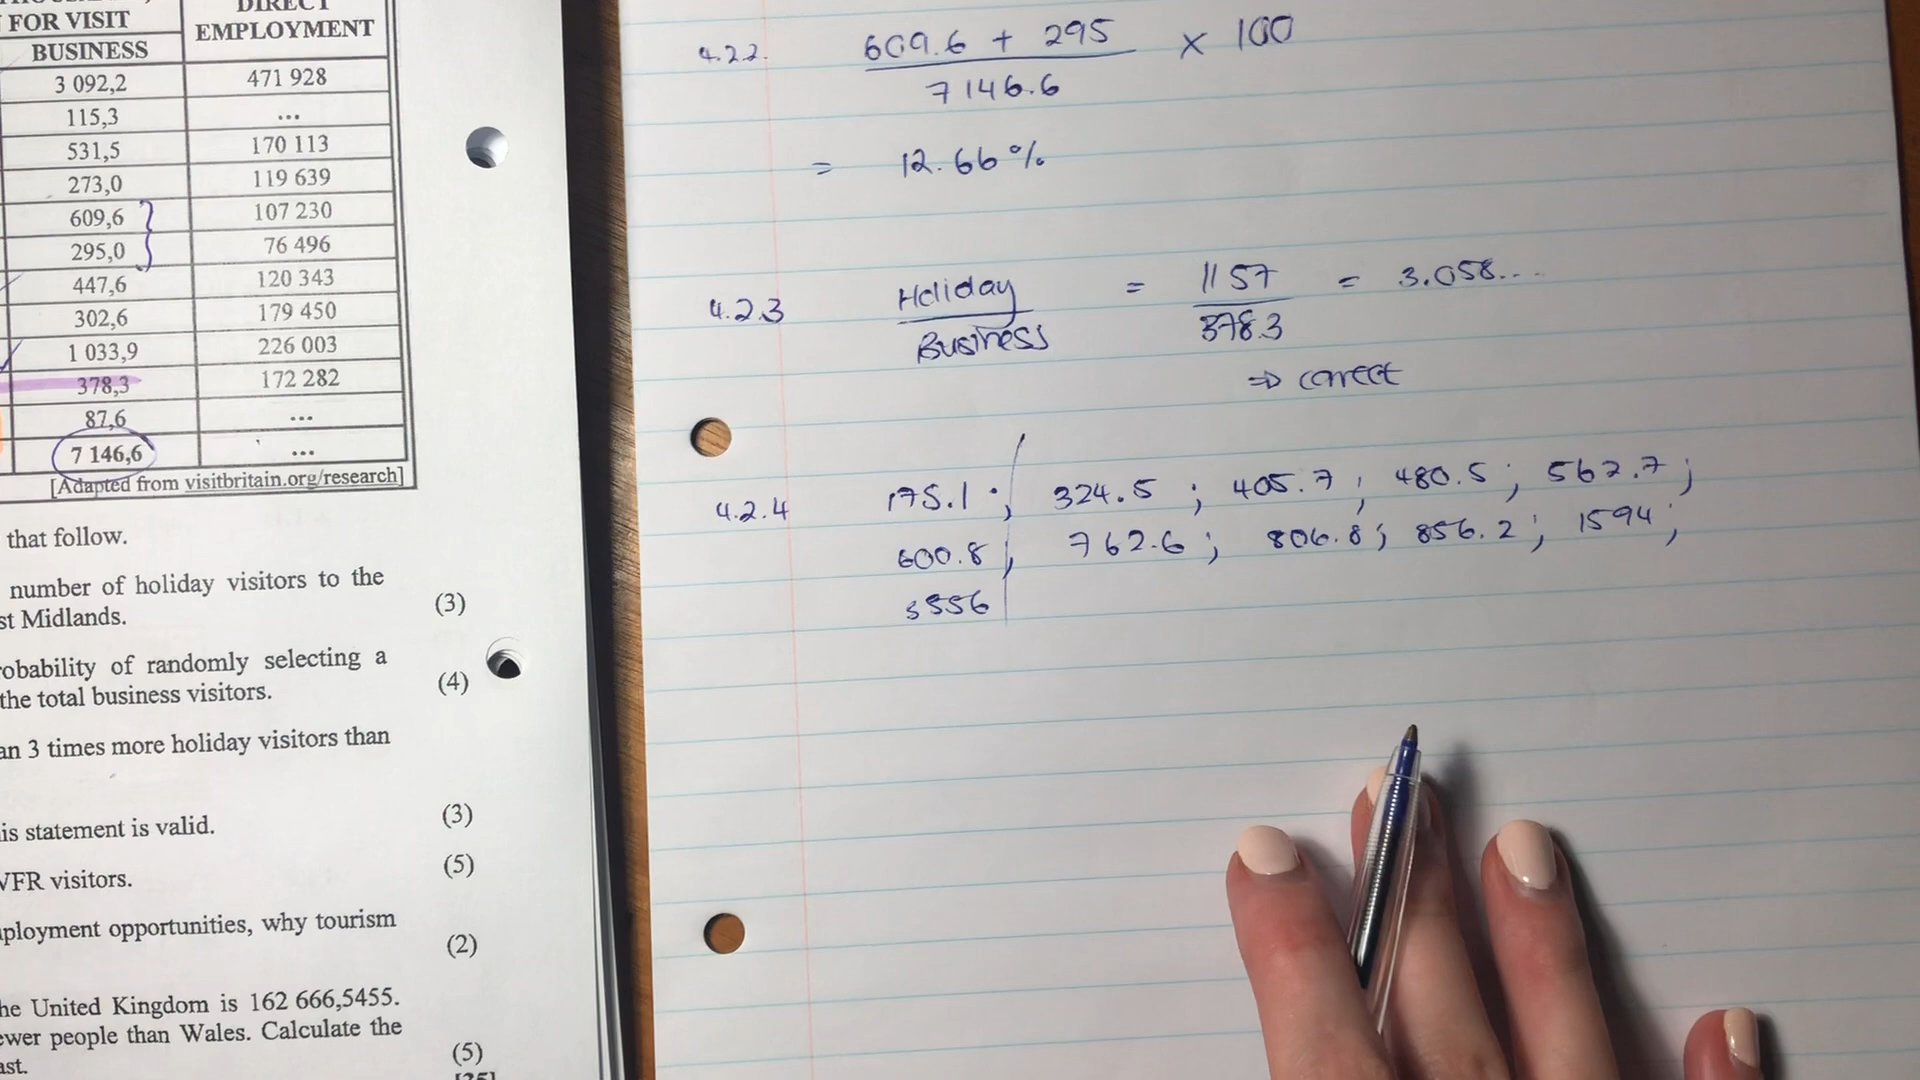 FOR VISIT
DIRECT
EMPLOYMENT
BUSINESS
3 092,2 471 928
115,3 ...
531,5 170 113
273,0 119 639
609,6 107 230
295,0 76 496
447,6 120 343
302,6 179 450
1 033,9 226 003
378,3 172 282
87,6 ...
7 146,6 ...
[Adapted from visitbritain.org/research]
that follow.
number of holiday visitors to the
st Midlands. (3)
robability of randomly selecting a
the total business visitors. (4)
an 3 times more holiday visitors than
is statement is valid. (3)
VFR visitors. (5)
ployment opportunities, why tourism
(2)
he United Kingdom is 162 666,5455.
ewer people than Wales. Calculate the
ast. (5)
[35]
4.2.2. 609.6 + 295 × 100
7146.6
= 12.66 %
4.2.3 Holiday = 1157 = 3.058...
Business 378.3
⇒ correct
4.2.4 175.1 ; 324.5 ; 405.7 ; 480.5 ; 562.7 ;
600.8 ; 762.6 ; 806.8 ; 856.2 ; 1594 ;
3556